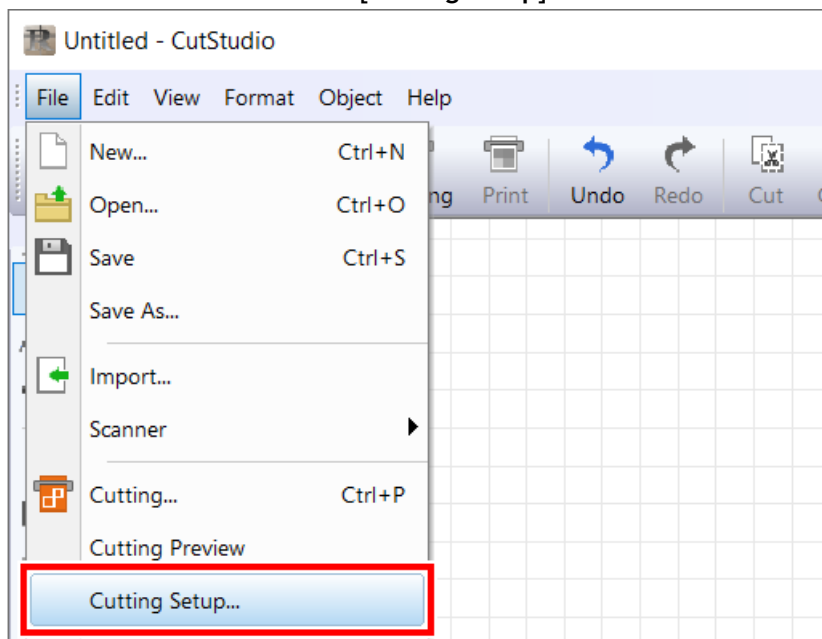 Untitled - CutStudio
File Edit View Format Object Help
New... Ctrl+N
Print Undo Redo Cut
Open... Ctrl+O
Save Ctrl+S
Save As...
Import...
Scanner
Cutting... Ctrl+P
Cutting Preview
Cutting Setup...